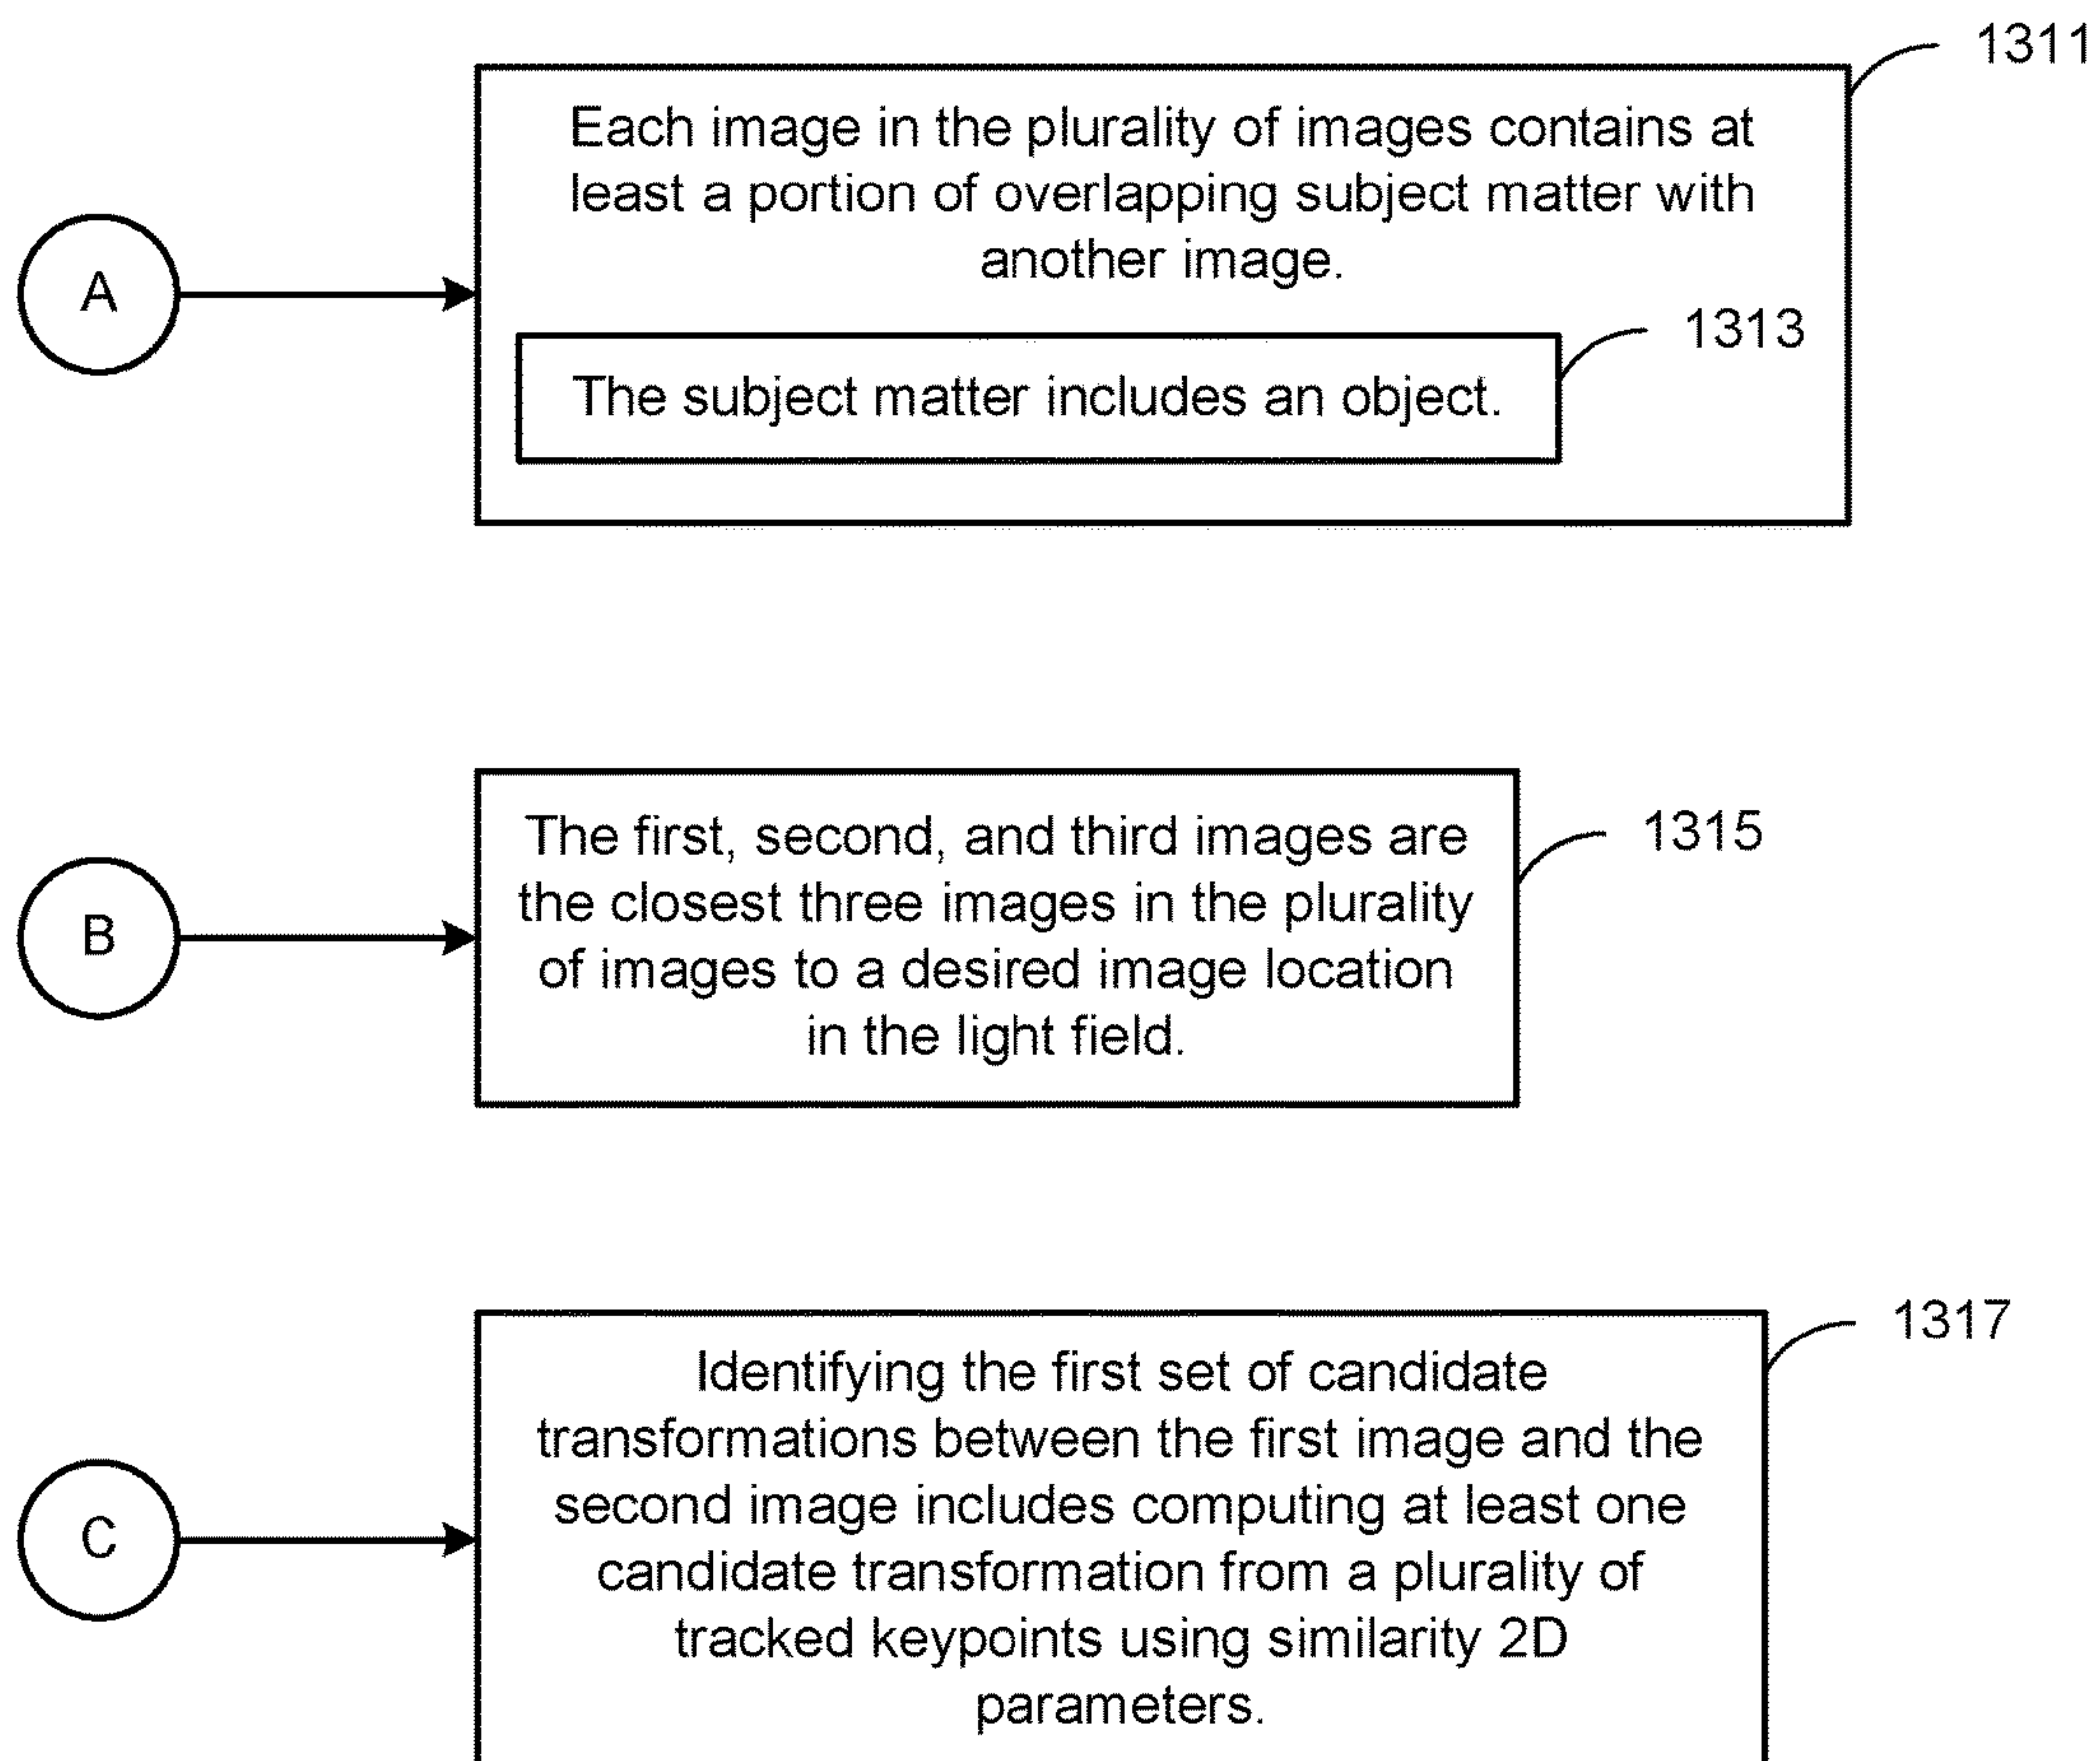 1311
Each image in the plurality of images contains at
least a portion of overlapping subject matter with
another image.
A
1313
The subject matter includes an object.
The first, second, and third images are
1315
the closest three images in the plurality
B
of images to a desired image location
in the light field.
1317
Identifying the first set of candidate
transformations between the first image and the
second image includes computing at least one
C
candidate transformation from a plurality of
tracked keypoints using similarity 2D
parameters.